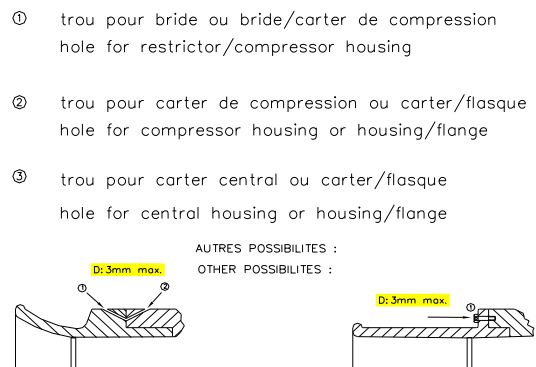 ① trou pour bride ou bride/carter de compression
hole for restrictor/compressor housing
② trou pour carter de compression ou carter/flasque
hole for compressor housing or housing/flange
③ trou pour carter central ou carter/flasque
hole for central housing or housing/flange
AUTRES POSSIBILITES :
OTHER POSSIBILITES :
D: 3mm max.
① ②
D: 3mm max.
①